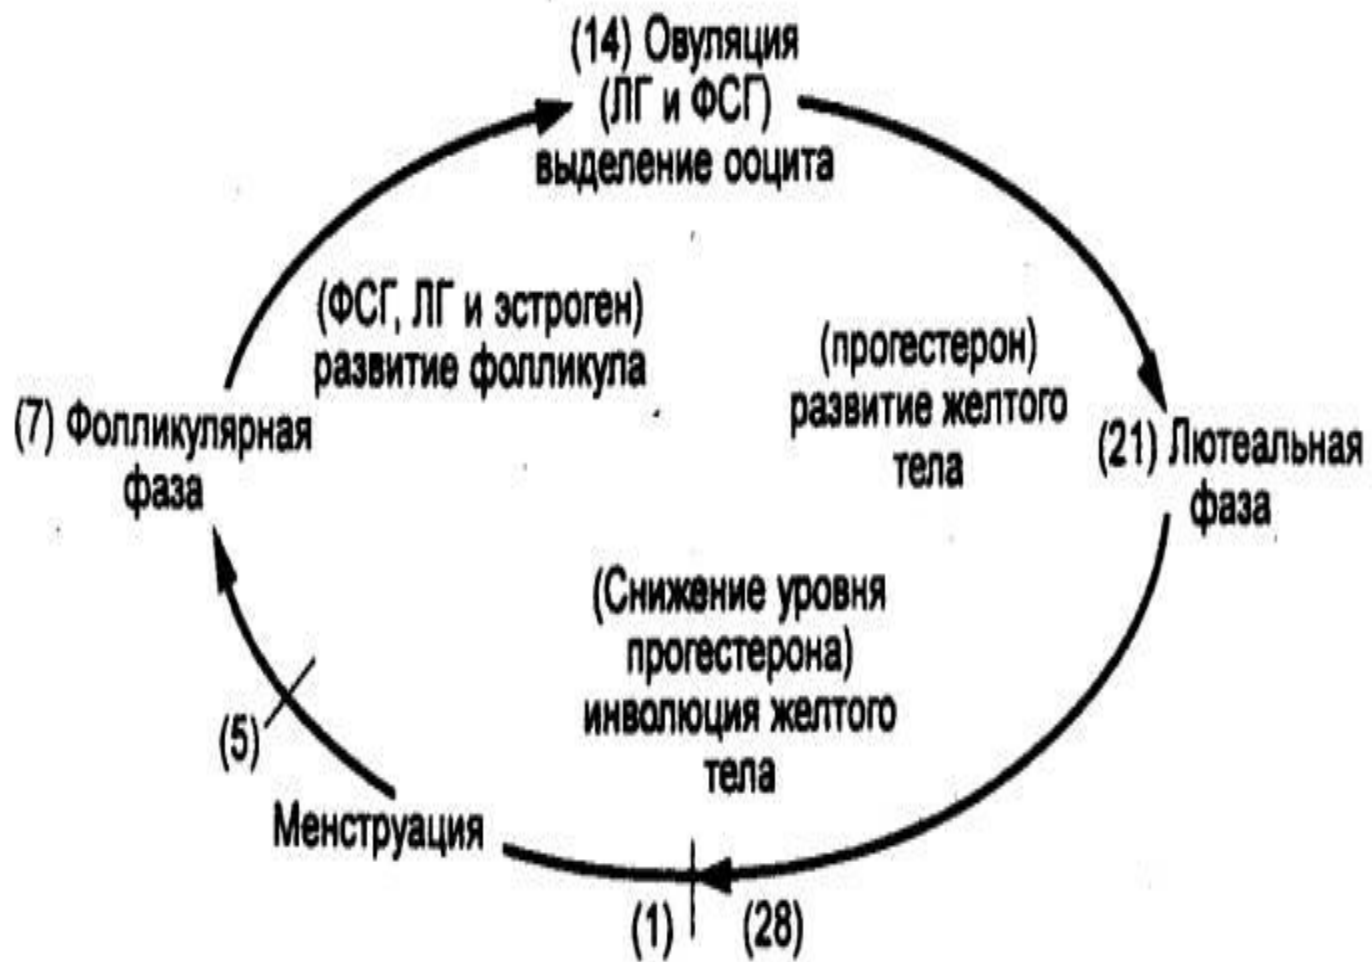 (14) Овуляция
(ЛГ и ФСГ)
выделение ооцита
(ФСГ, ЛГ и эстроген)
развитие фолликула
(прогестерон)
развитие желтого
тела
(7) Фолликулярная
фаза
(21) Лютеальная
фаза
(Снижение уровня
прогестерона)
инволюция желтого
тела
(5)
Менструация
(1)
(28)